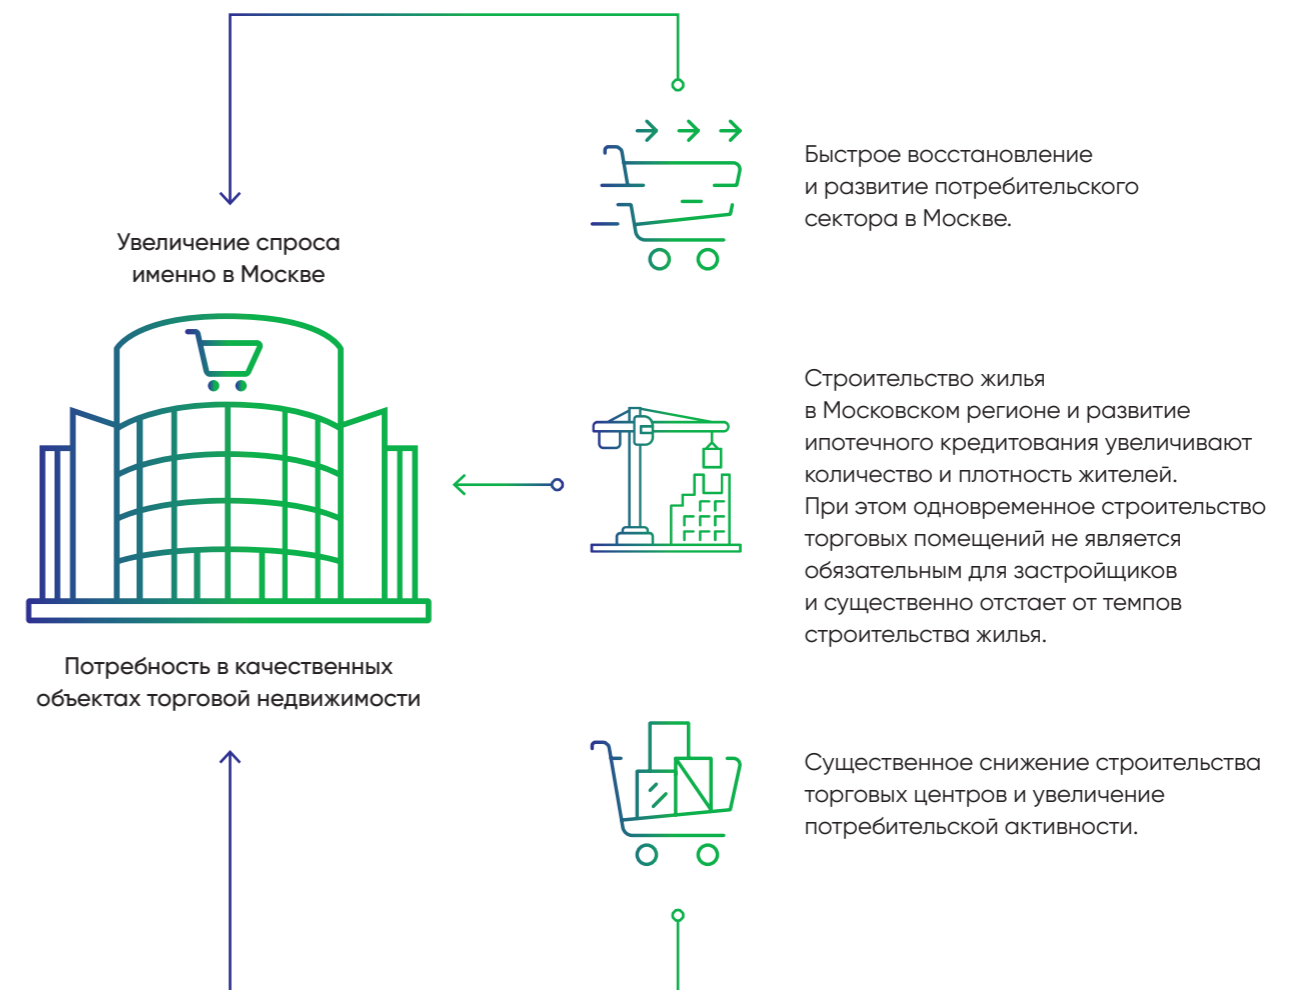 Увеличение спроса
именно в Москве
Потребность в качественных
объектах торговой недвижимости
Быстрое восстановление
и развитие потребительского
сектора в Москве.
Строительство жилья
в Московском регионе и развитие
ипотечного кредитования увеличивают
количество и плотность жителей.
При этом одновременное строительство
торговых помещений не является
обязательным для застройщиков
и существенно отстает от темпов
строительства жилья.
Существенное снижение строительства
торговых центров и увеличение
потребительской активности.